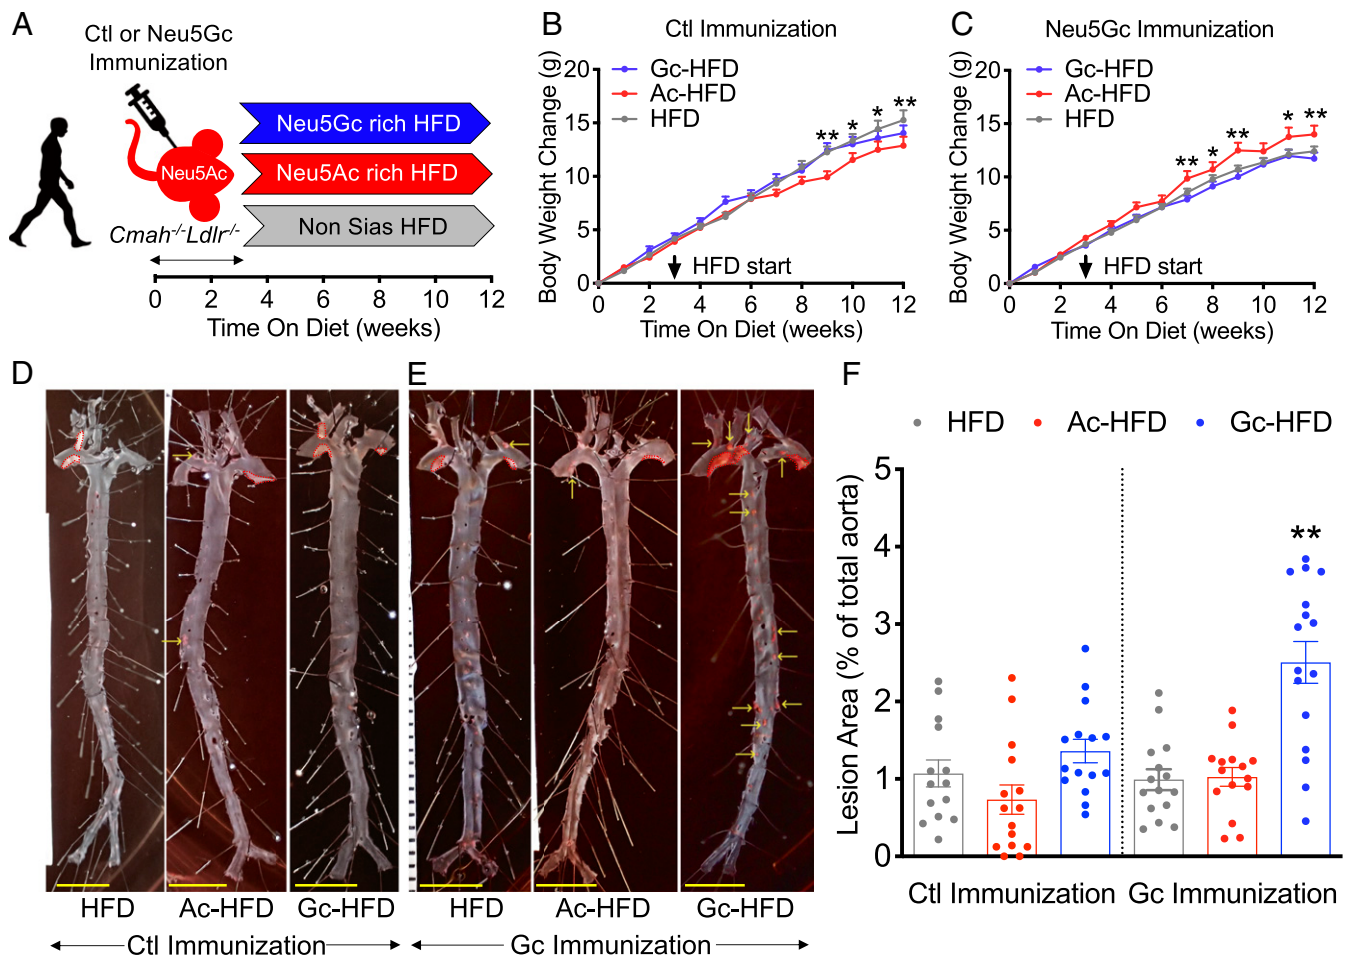 A
Ctl or Neu5Gc
Immunization
Neu5Ac
Cmah-/-Ldlr-/-
Neu5Gc rich HFD
Neu5Ac rich HFD
Non Sias HFD
0 2 4 6 8 10 12
Time On Diet (weeks)
B
Ctl Immunization
Body Weight Change (g)
20
15
10
5
0
Gc-HFD
Ac-HFD
HFD
** * * **
HFD start
0 2 4 6 8 10 12
Time On Diet (weeks)
C
Neu5Gc Immunization
Body Weight Change (g)
20
15
10
5
0
Gc-HFD
Ac-HFD
HFD
** * ** * **
HFD start
0 2 4 6 8 10 12
Time On Diet (weeks)
D
HFD Ac-HFD Gc-HFD
Ctl Immunization
E
HFD Ac-HFD Gc-HFD
Gc Immunization
F
HFD Ac-HFD Gc-HFD
Lesion Area (% of total aorta)
5
4
3
2
1
0
**
Ctl Immunization Gc Immunization